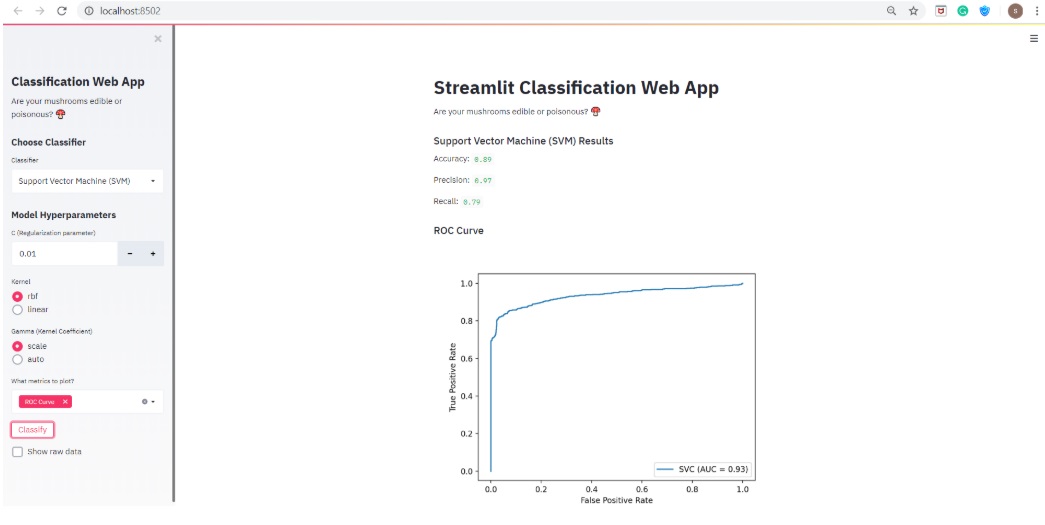 localhost:8502
S
Classification Web App
Are your mushrooms edible or
poisonous? 🍄
Choose Classifier
Classifier
Support Vector Machine (SVM)
Model Hyperparameters
C (Regularization parameter)
0.01
- +
Kernel
rbf
linear
Gamma (Kernel Coefficient)
scale
auto
What metrics to plot?
ROC Curve
Classify
Show raw data
Streamlit Classification Web App
Are your mushrooms edible or poisonous? 🍄
Support Vector Machine (SVM) Results
Accuracy: 0.89
Precision: 0.97
Recall: 0.79
ROC Curve
1.0
0.8
0.6
0.4
0.2
0.0
True Positive Rate
SVC (AUC = 0.93)
0.0 0.2 0.4 0.6 0.8 1.0
False Positive Rate